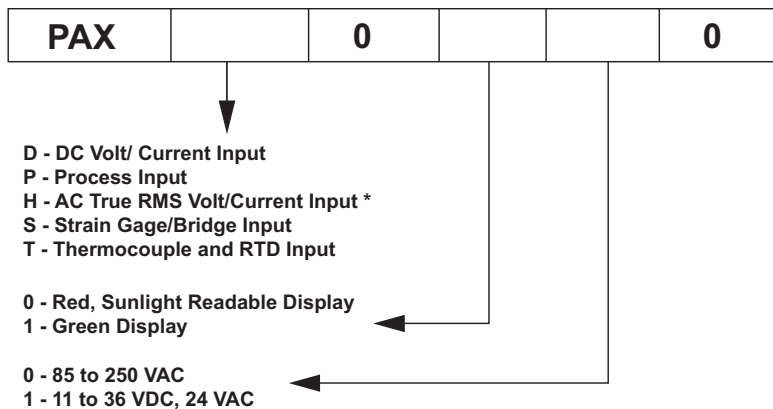 PAX 0 0
D - DC Volt/ Current Input
P - Process Input
H - AC True RMS Volt/Current Input *
S - Strain Gage/Bridge Input
T - Thermocouple and RTD Input
0 - Red, Sunlight Readable Display
1 - Green Display
0 - 85 to 250 VAC
1 - 11 to 36 VDC, 24 VAC